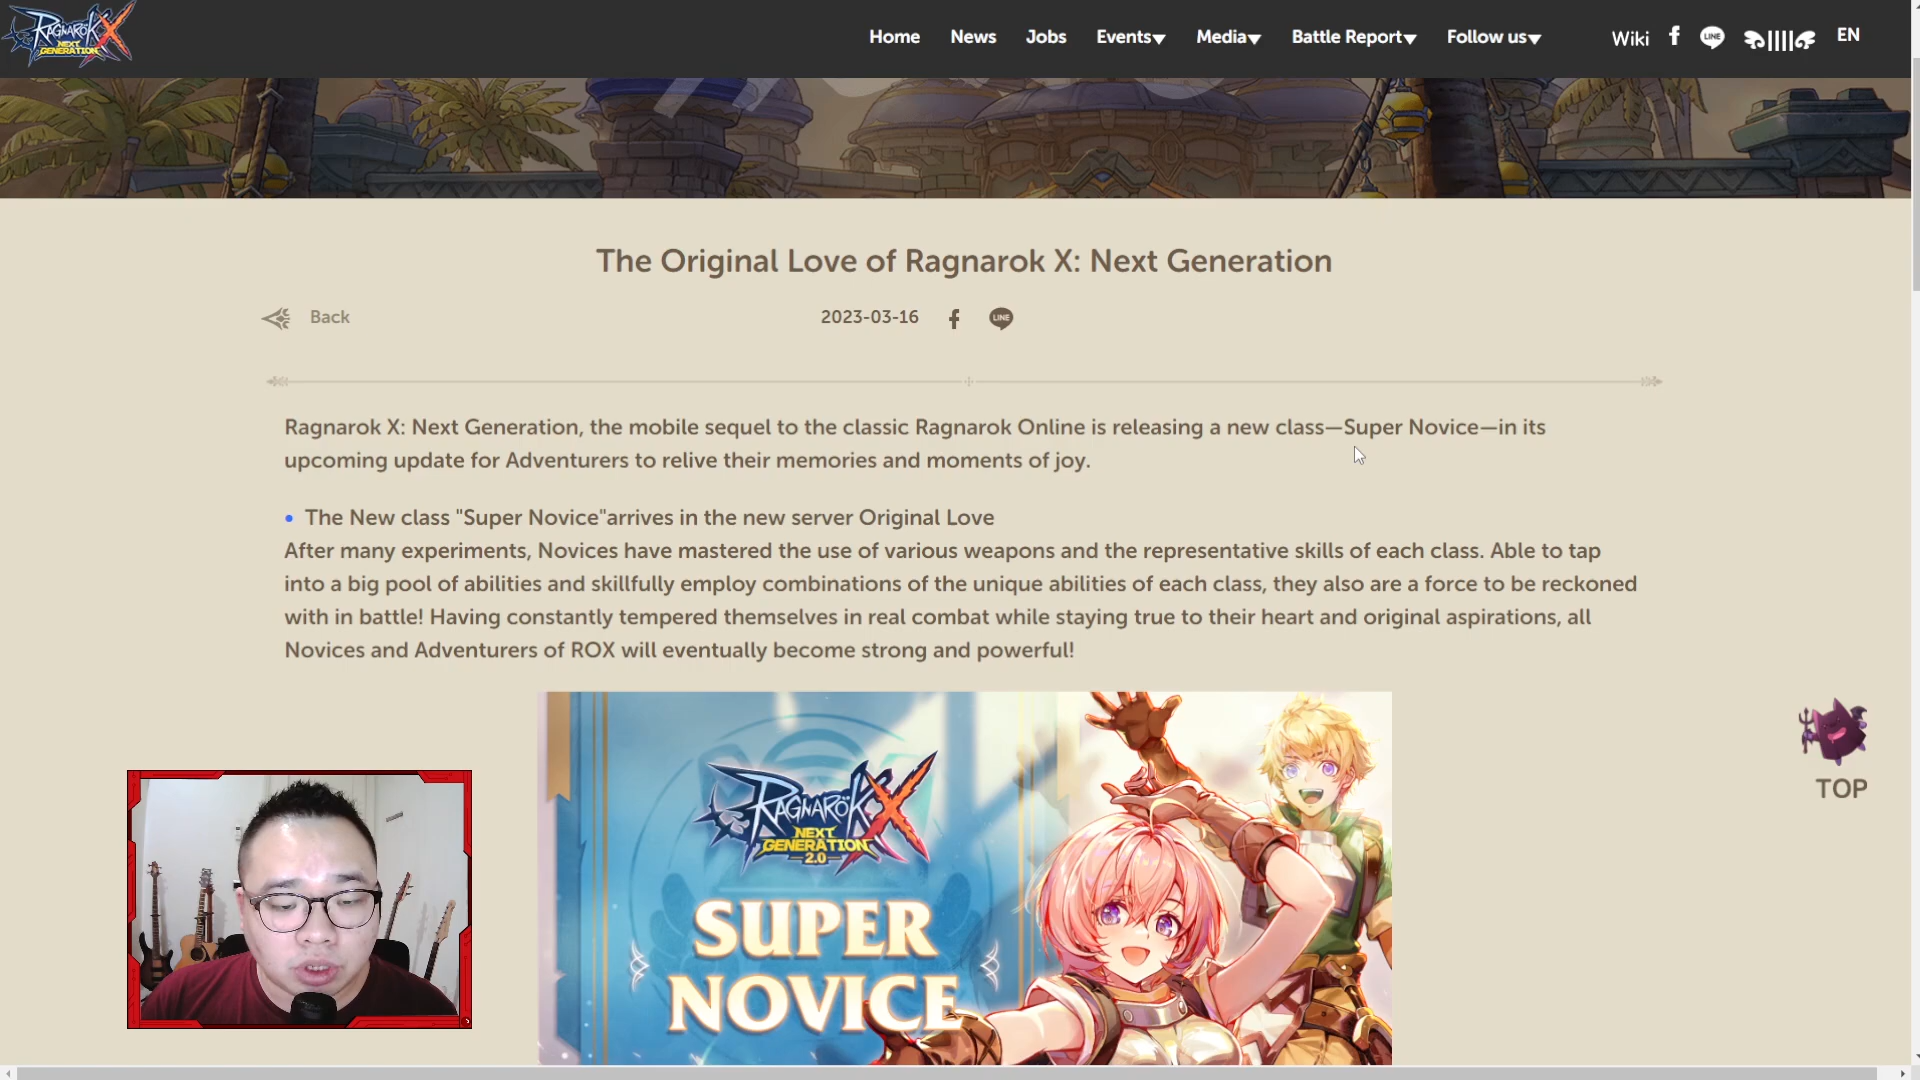 RAGNARÖK X
NEXT
GENERATION
Home
News
Jobs
Events
Media
Battle Report
Follow us
Wiki
LINE
EN
The Original Love of Ragnarok X: Next Generation
Back
2023-03-16
LINE
Ragnarok X: Next Generation, the mobile sequel to the classic Ragnarok Online is releasing a new class—Super Novice—in its
upcoming update for Adventurers to relive their memories and moments of joy.
The New class "Super Novice"arrives in the new server Original Love
After many experiments, Novices have mastered the use of various weapons and the representative skills of each class. Able to tap
into a big pool of abilities and skillfully employ combinations of the unique abilities of each class, they also are a force to be reckoned
with in battle! Having constantly tempered themselves in real combat while staying true to their heart and original aspirations, all
Novices and Adventurers of ROX will eventually become strong and powerful!
RAGNARÖK X
NEXT
GENERATION
2.0
SUPER
NOVICE
TOP